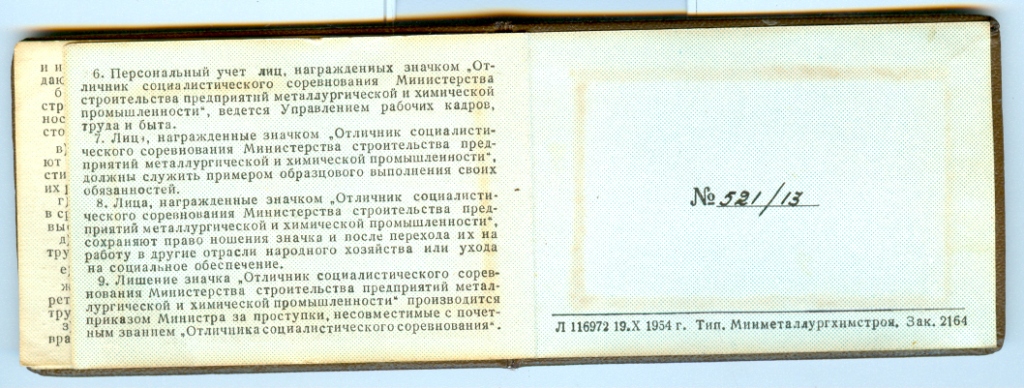 6. Персональный учет лиц, награжденных значком „От-
личник социалистического соревнования Министерства
строительства предприятий металлургической и химической
промышленности“, ведется Управлением рабочих кадров,
труда и быта.
7. Лица, награжденные значком „Отличник социалисти-
ческого соревнования Министерства строительства пред-
приятий металлургической и химической промышленности“,
должны служить примером образцового выполнения своих
обязанностей.
8. Лица, награжденные значком „Отличник социалисти-
ческого соревнования Министерства строительства пред-
приятий металлургической и химической промышленности“,
сохраняют право ношения значка и после перехода их на
работу в другие отрасли народного хозяйства или ухода
на социальное обеспечение.
9. Лишение значка „Отличник социалистического сорев-
нования Министерства строительства предприятий метал-
лургической и химической промышленности“ производится
приказом Министра за проступки, несовместимые с почет-
ным званием „Отличника социалистического соревнования“.
№ 521/13
Л 116972 19.X 1954 г. Тип. Минметаллургхимстроя, Зак. 2164